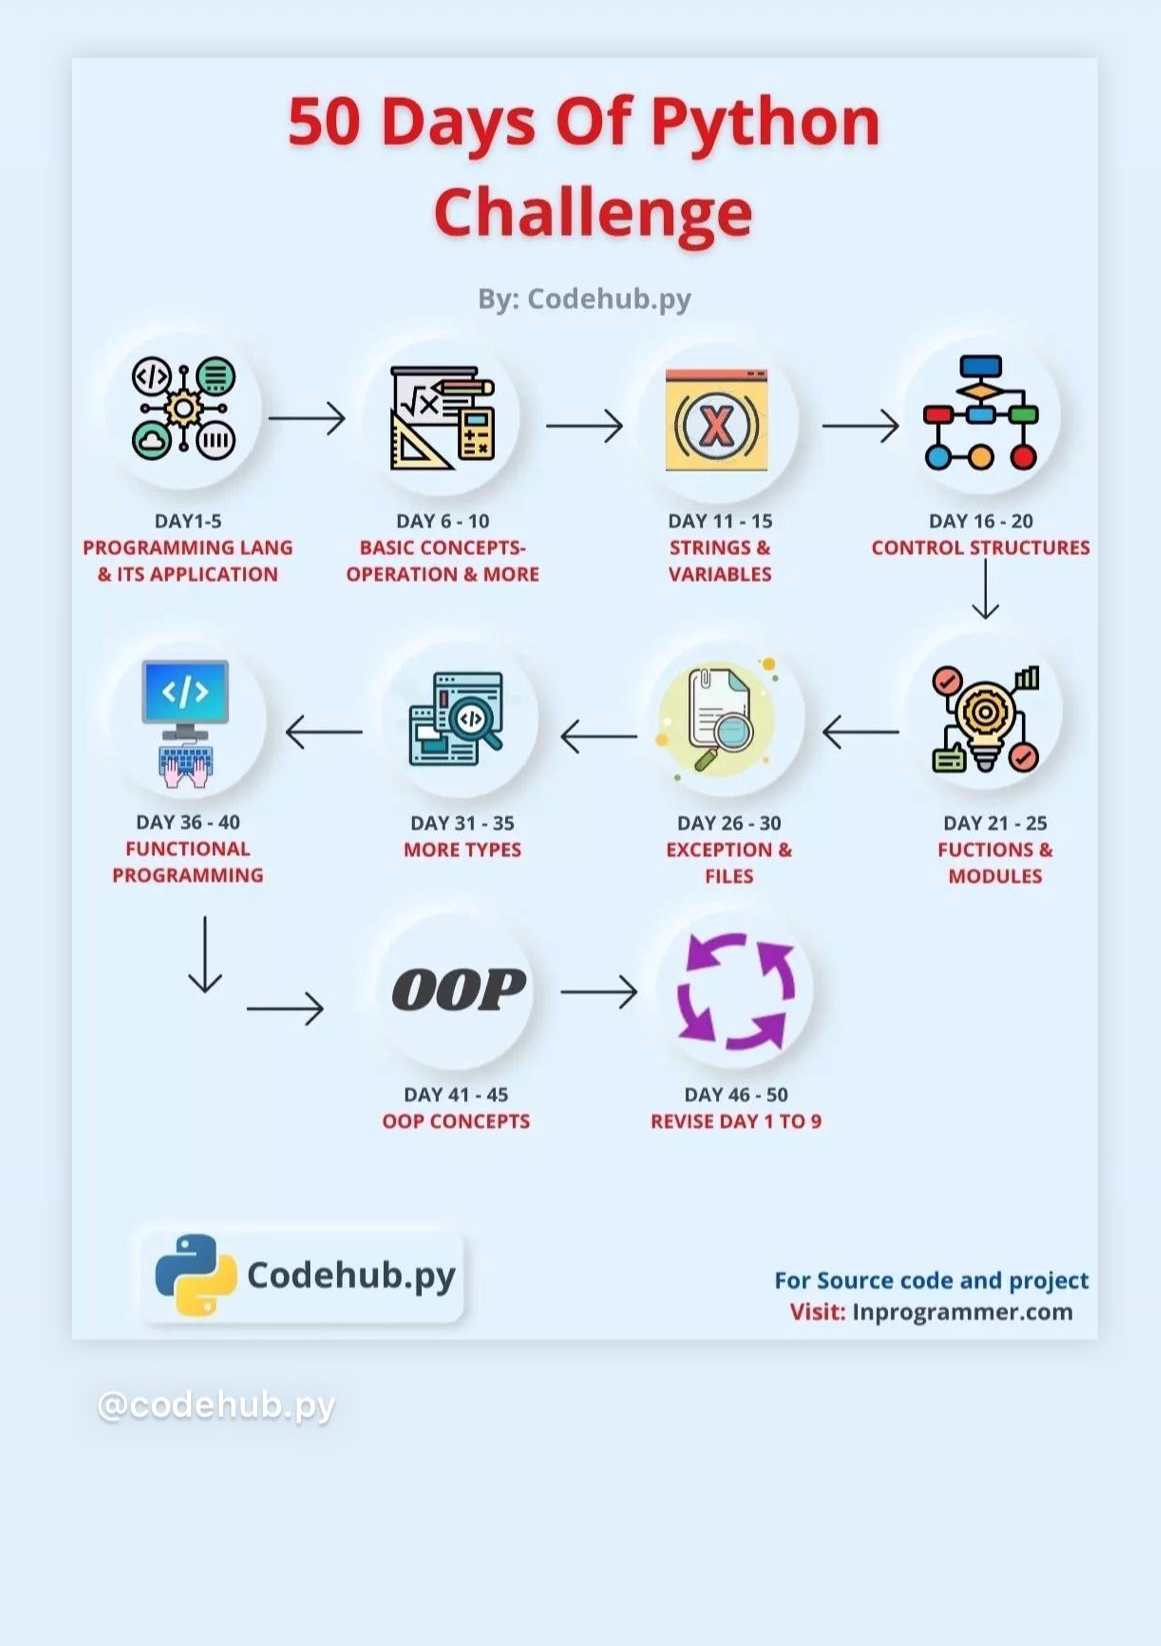 50 Days Of Python
Challenge
By: Codehub.py
DAY1-5
PROGRAMMING LANG
& ITS APPLICATION
DAY 6 - 10
BASIC CONCEPTS-
OPERATION & MORE
DAY 11 - 15
STRINGS &
VARIABLES
DAY 16 - 20
CONTROL STRUCTURES
DAY 21 - 25
FUCTIONS &
MODULES
DAY 26 - 30
EXCEPTION &
FILES
DAY 31 - 35
MORE TYPES
DAY 36 - 40
FUNCTIONAL
PROGRAMMING
OOP
DAY 41 - 45
OOP CONCEPTS
DAY 46 - 50
REVISE DAY 1 TO 9
Codehub.py
For Source code and project
Visit: Inprogrammer.com
@codehub.py